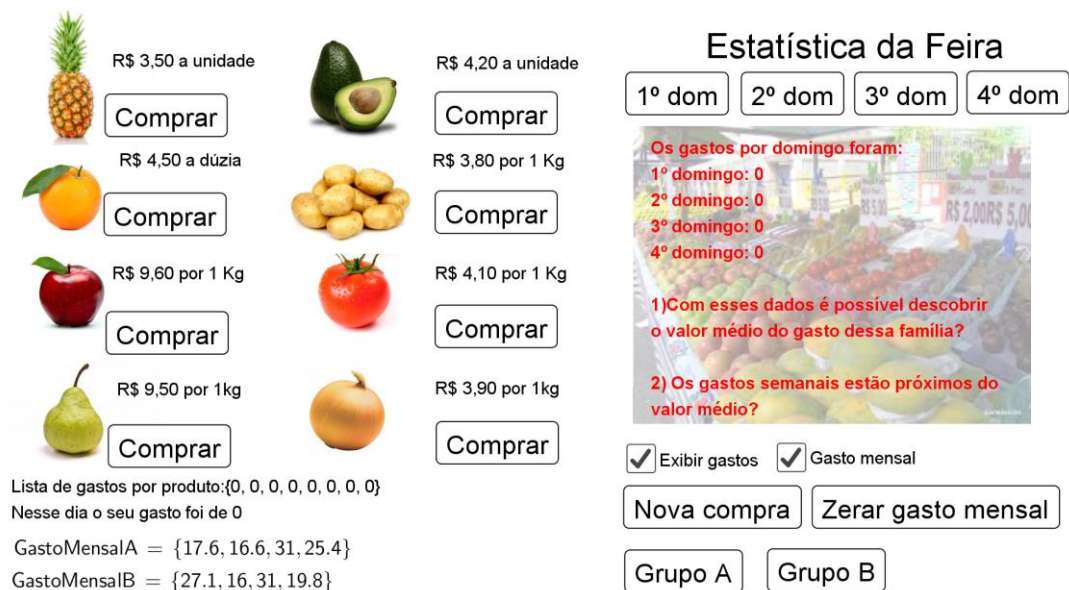 R$ 3,50 a unidade
Comprar
R$ 4,20 a unidade
Comprar
R$ 4,50 a dúzia
Comprar
R$ 3,80 por 1 Kg
Comprar
R$ 9,60 por 1 Kg
Comprar
R$ 4,10 por 1 Kg
Comprar
R$ 9,50 por 1kg
Comprar
R$ 3,90 por 1kg
Comprar
Lista de gastos por produto:{0, 0, 0, 0, 0, 0, 0, 0}
Nesse dia o seu gasto foi de 0
GastoMensalA = {17.6, 16.6, 31, 25.4}
GastoMensalB = {27.1, 16, 31, 19.8}
Estatística da Feira
1º dom
2º dom
3º dom
4º dom
Os gastos por domingo foram:
1º domingo: 0
2º domingo: 0
3º domingo: 0
4º domingo: 0
R$ 2,00
R$ 5,00
1)Com esses dados é possível descobrir
o valor médio do gasto dessa família?
2) Os gastos semanais estão próximos do
valor médio?
Exibir gastos
Gasto mensal
Nova compra
Zerar gasto mensal
Grupo A
Grupo B